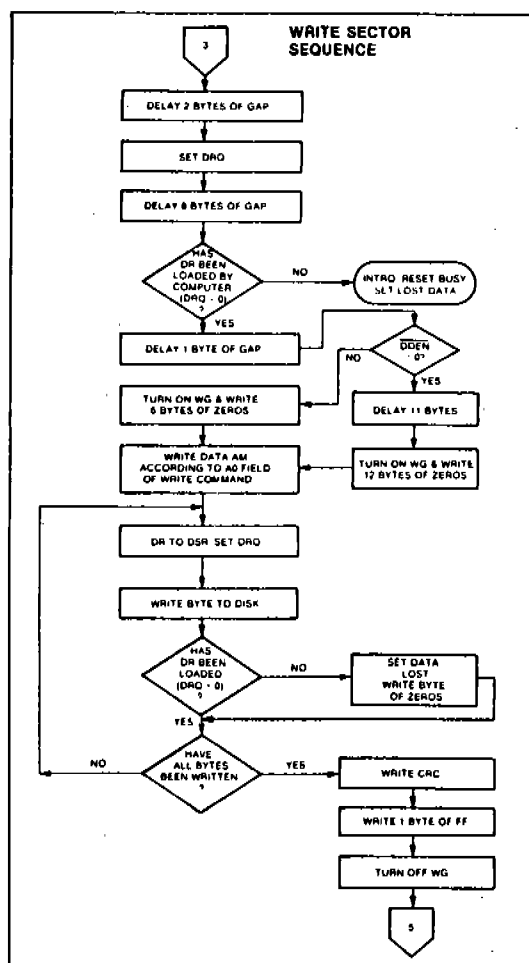 WRITE SECTOR
SEQUENCE
3
DELAY 2 BYTES OF GAP
SET DRQ
DELAY 8 BYTES OF GAP
HAS
DR BEEN
LOADED BY
COMPUTER
(DRQ = 0)
?
NO
INTRQ RESET BUSY
SET LOST DATA
YES
DELAY 1 BYTE OF GAP
DDEN
= 0?
NO
YES
TURN ON WG & WRITE
6 BYTES OF ZEROS
DELAY 11 BYTES
WRITE DATA AM
ACCORDING TO A0 FIELD
OF WRITE COMMAND
TURN ON WG & WRITE
12 BYTES OF ZEROS
DR TO DSR SET DRQ
WRITE BYTE TO DISK
HAS
DR BEEN
LOADED
(DRQ = 0)
?
NO
SET DATA
LOST
WRITE BYTE
OF ZEROS
YES
HAVE
ALL BYTES
BEEN WRITTEN
?
NO
YES
WRITE CRC
WRITE 1 BYTE OF FF
TURN OFF WG
5